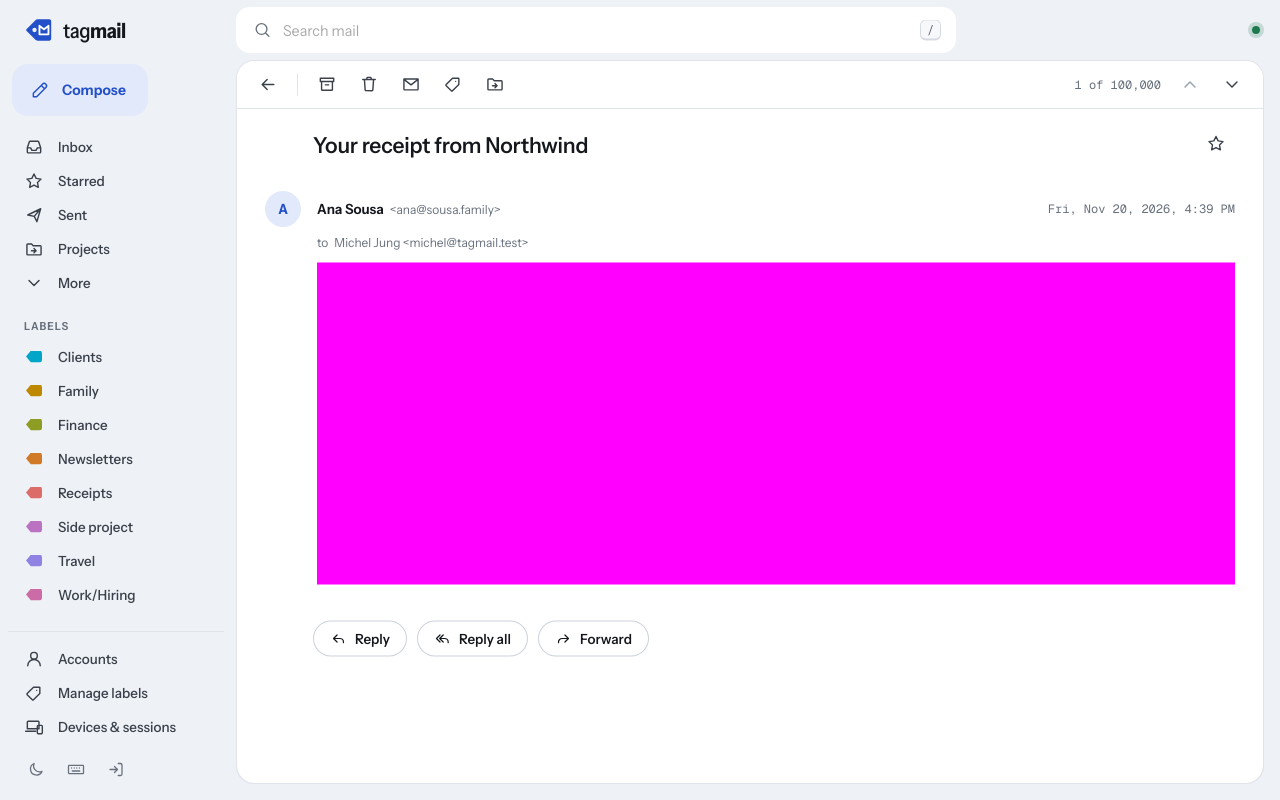 tagmail
Search mail
/
Compose
1 of 100,000
Inbox
Starred
Sent
Projects
More
LABELS
Clients
Family
Finance
Newsletters
Receipts
Side project
Travel
Work/Hiring
Accounts
Manage labels
Devices & sessions
Your receipt from Northwind
A
Ana Sousa <ana@sousa.family>
Fri, Nov 20, 2026, 4:39 PM
to Michel Jung <michel@tagmail.test>
Reply
Reply all
Forward